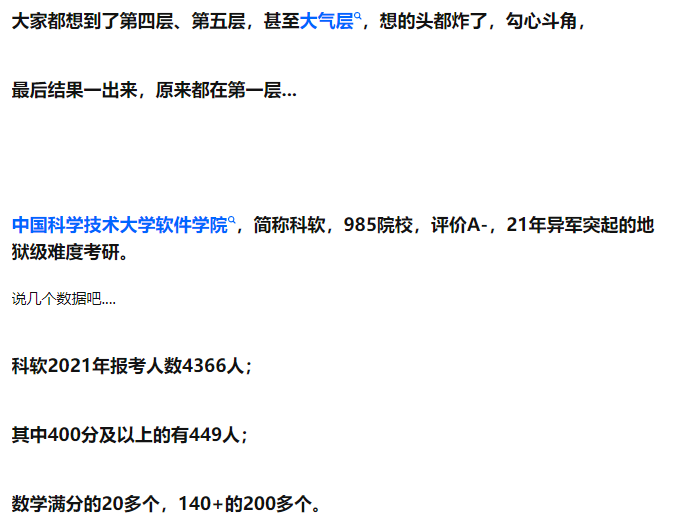 大家都想到了第四层、第五层，甚至大气层，想的头都炸了，勾心斗角，
最后结果一出来，原来都在第一层...
中国科学技术大学软件学院，简称科软，985院校，评价A-，21年异军突起的地
狱级难度考研。
说几个数据吧....
科软2021年报考人数4366人；
其中400分及以上的有449人；
数学满分的20多个，140+的200多个。